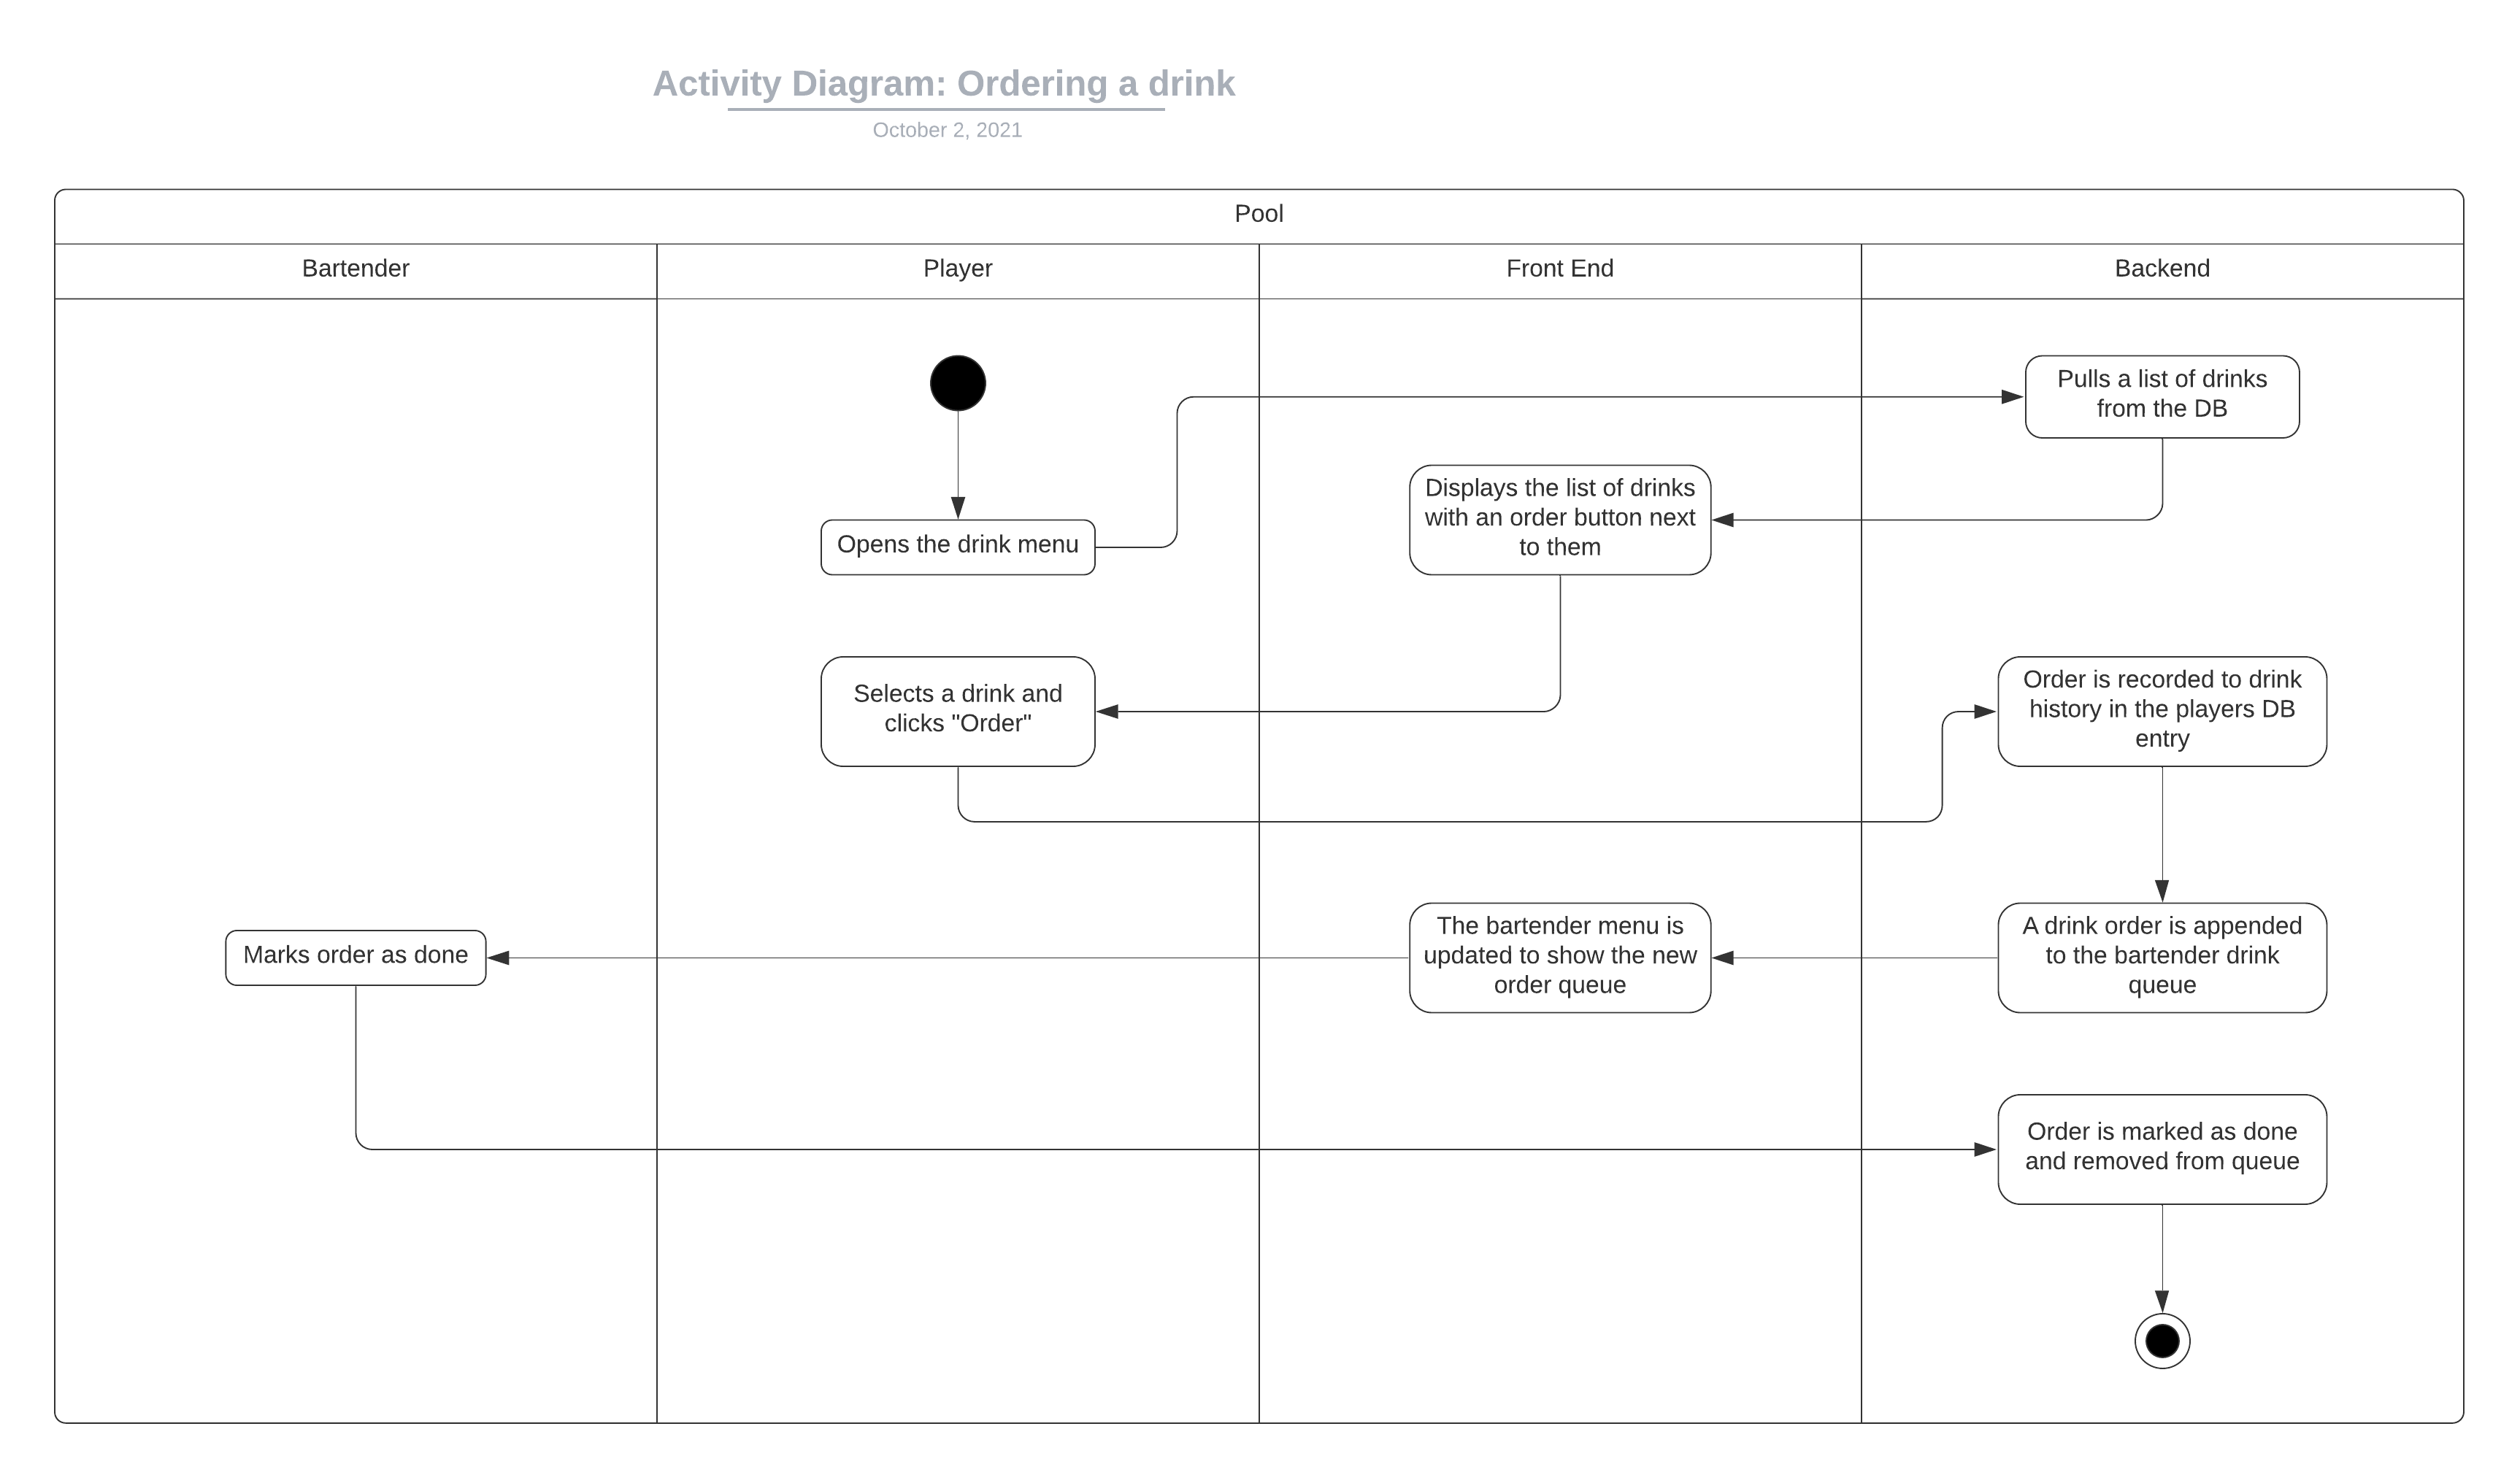 Activity Diagram: Ordering a drink
October 2, 2021
Pool
Bartender
Player
Front End
Backend
Pulls a list of drinks
from the DB
Displays the list of drinks
with an order button next
to them
Opens the drink menu
Selects a drink and
clicks "Order"
Order is recorded to drink
history in the players DB
entry
Marks order as done
The bartender menu is
updated to show the new
order queue
A drink order is appended
to the bartender drink
queue
Order is marked as done
and removed from queue